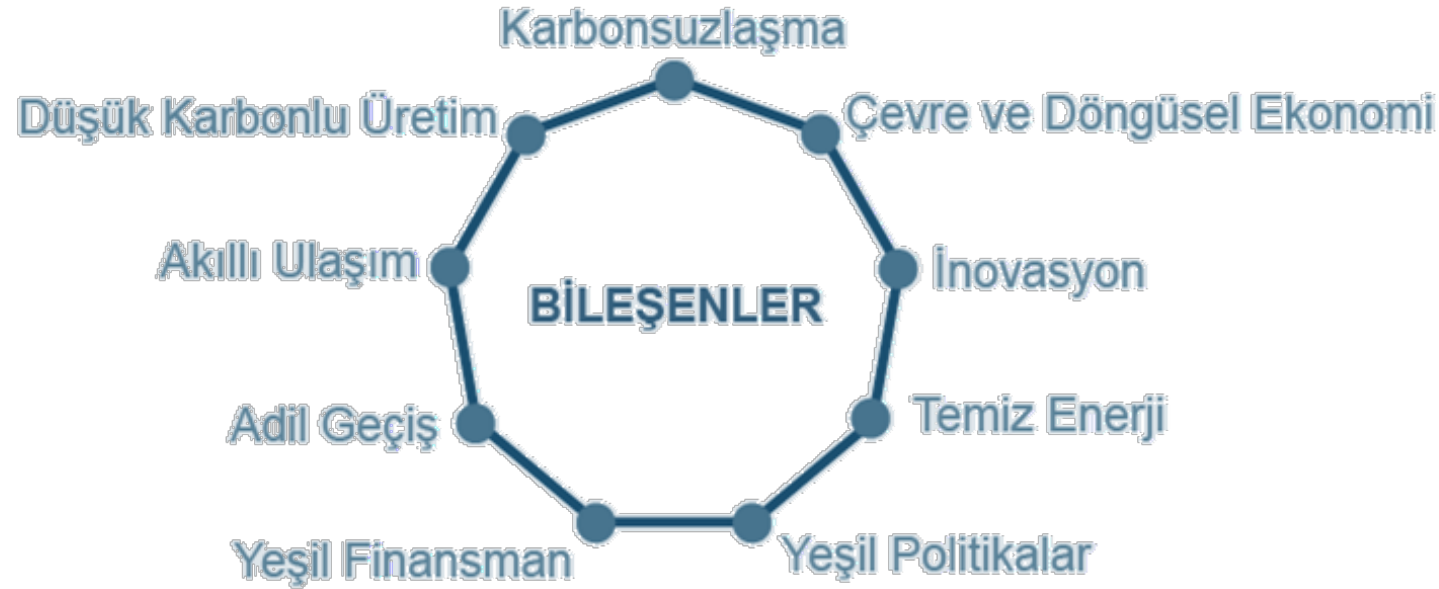 Karbonsuzlaşma
Düşük Karbonlu Üretim
Çevre ve Döngüsel Ekonomi
Akıllı Ulaşım
İnovasyon
BİLEŞENLER
Adil Geçiş
Temiz Enerji
Yeşil Finansman
Yeşil Politikalar